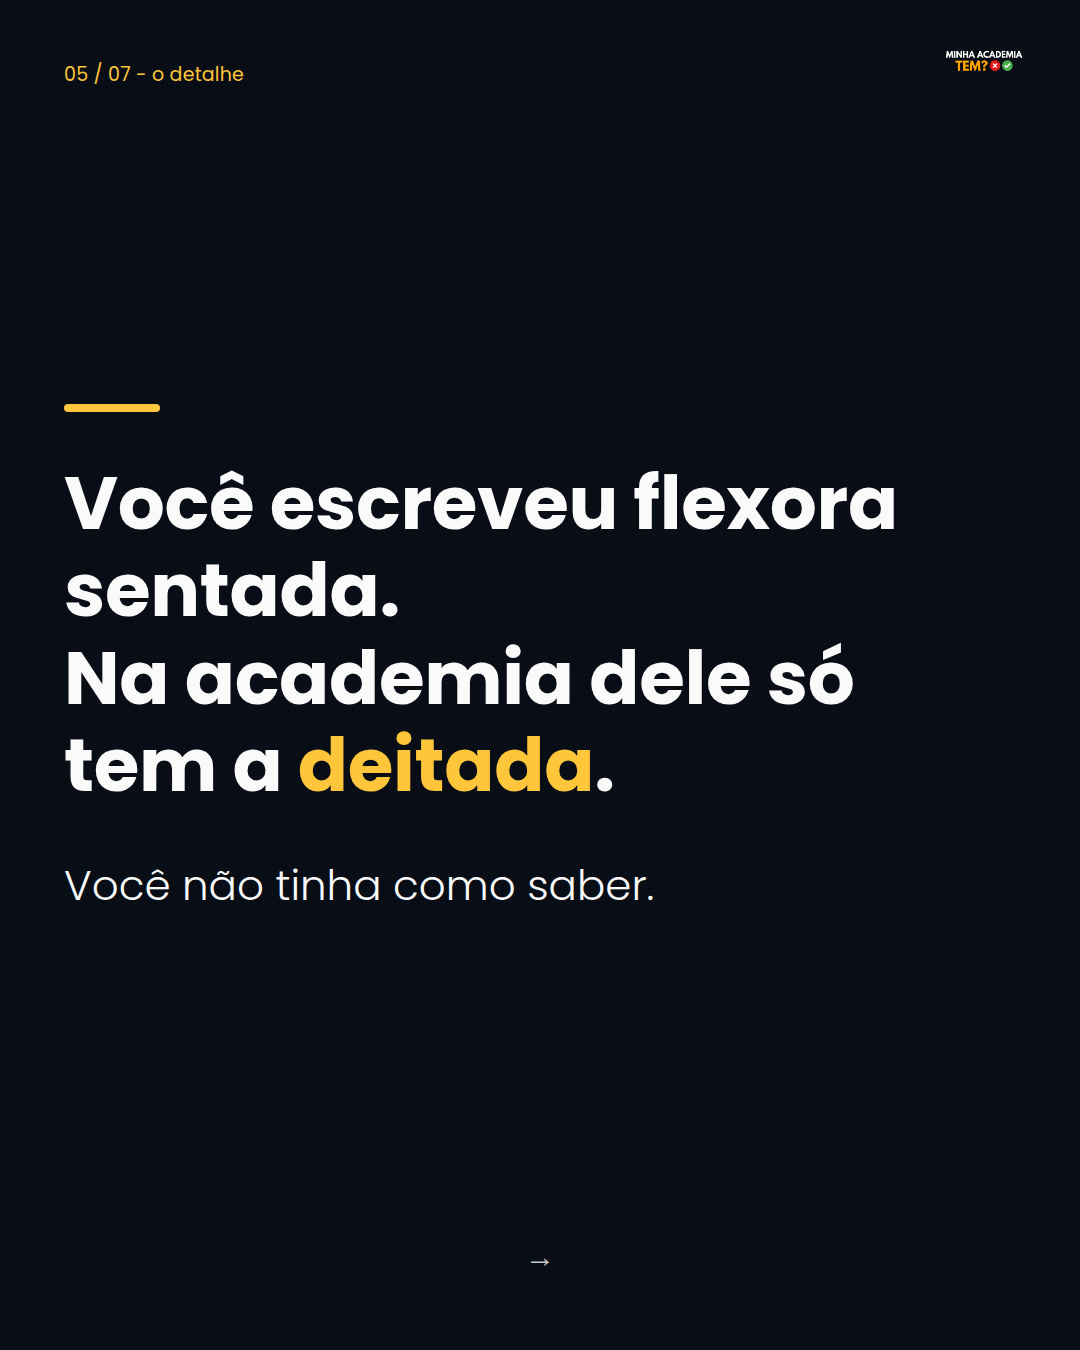 05 / 07 - o detalhe
MINHA ACADEMIA
TEM?
Você escreveu flexora
sentada.
Na academia dele só
tem a deitada.
Você não tinha como saber.
→